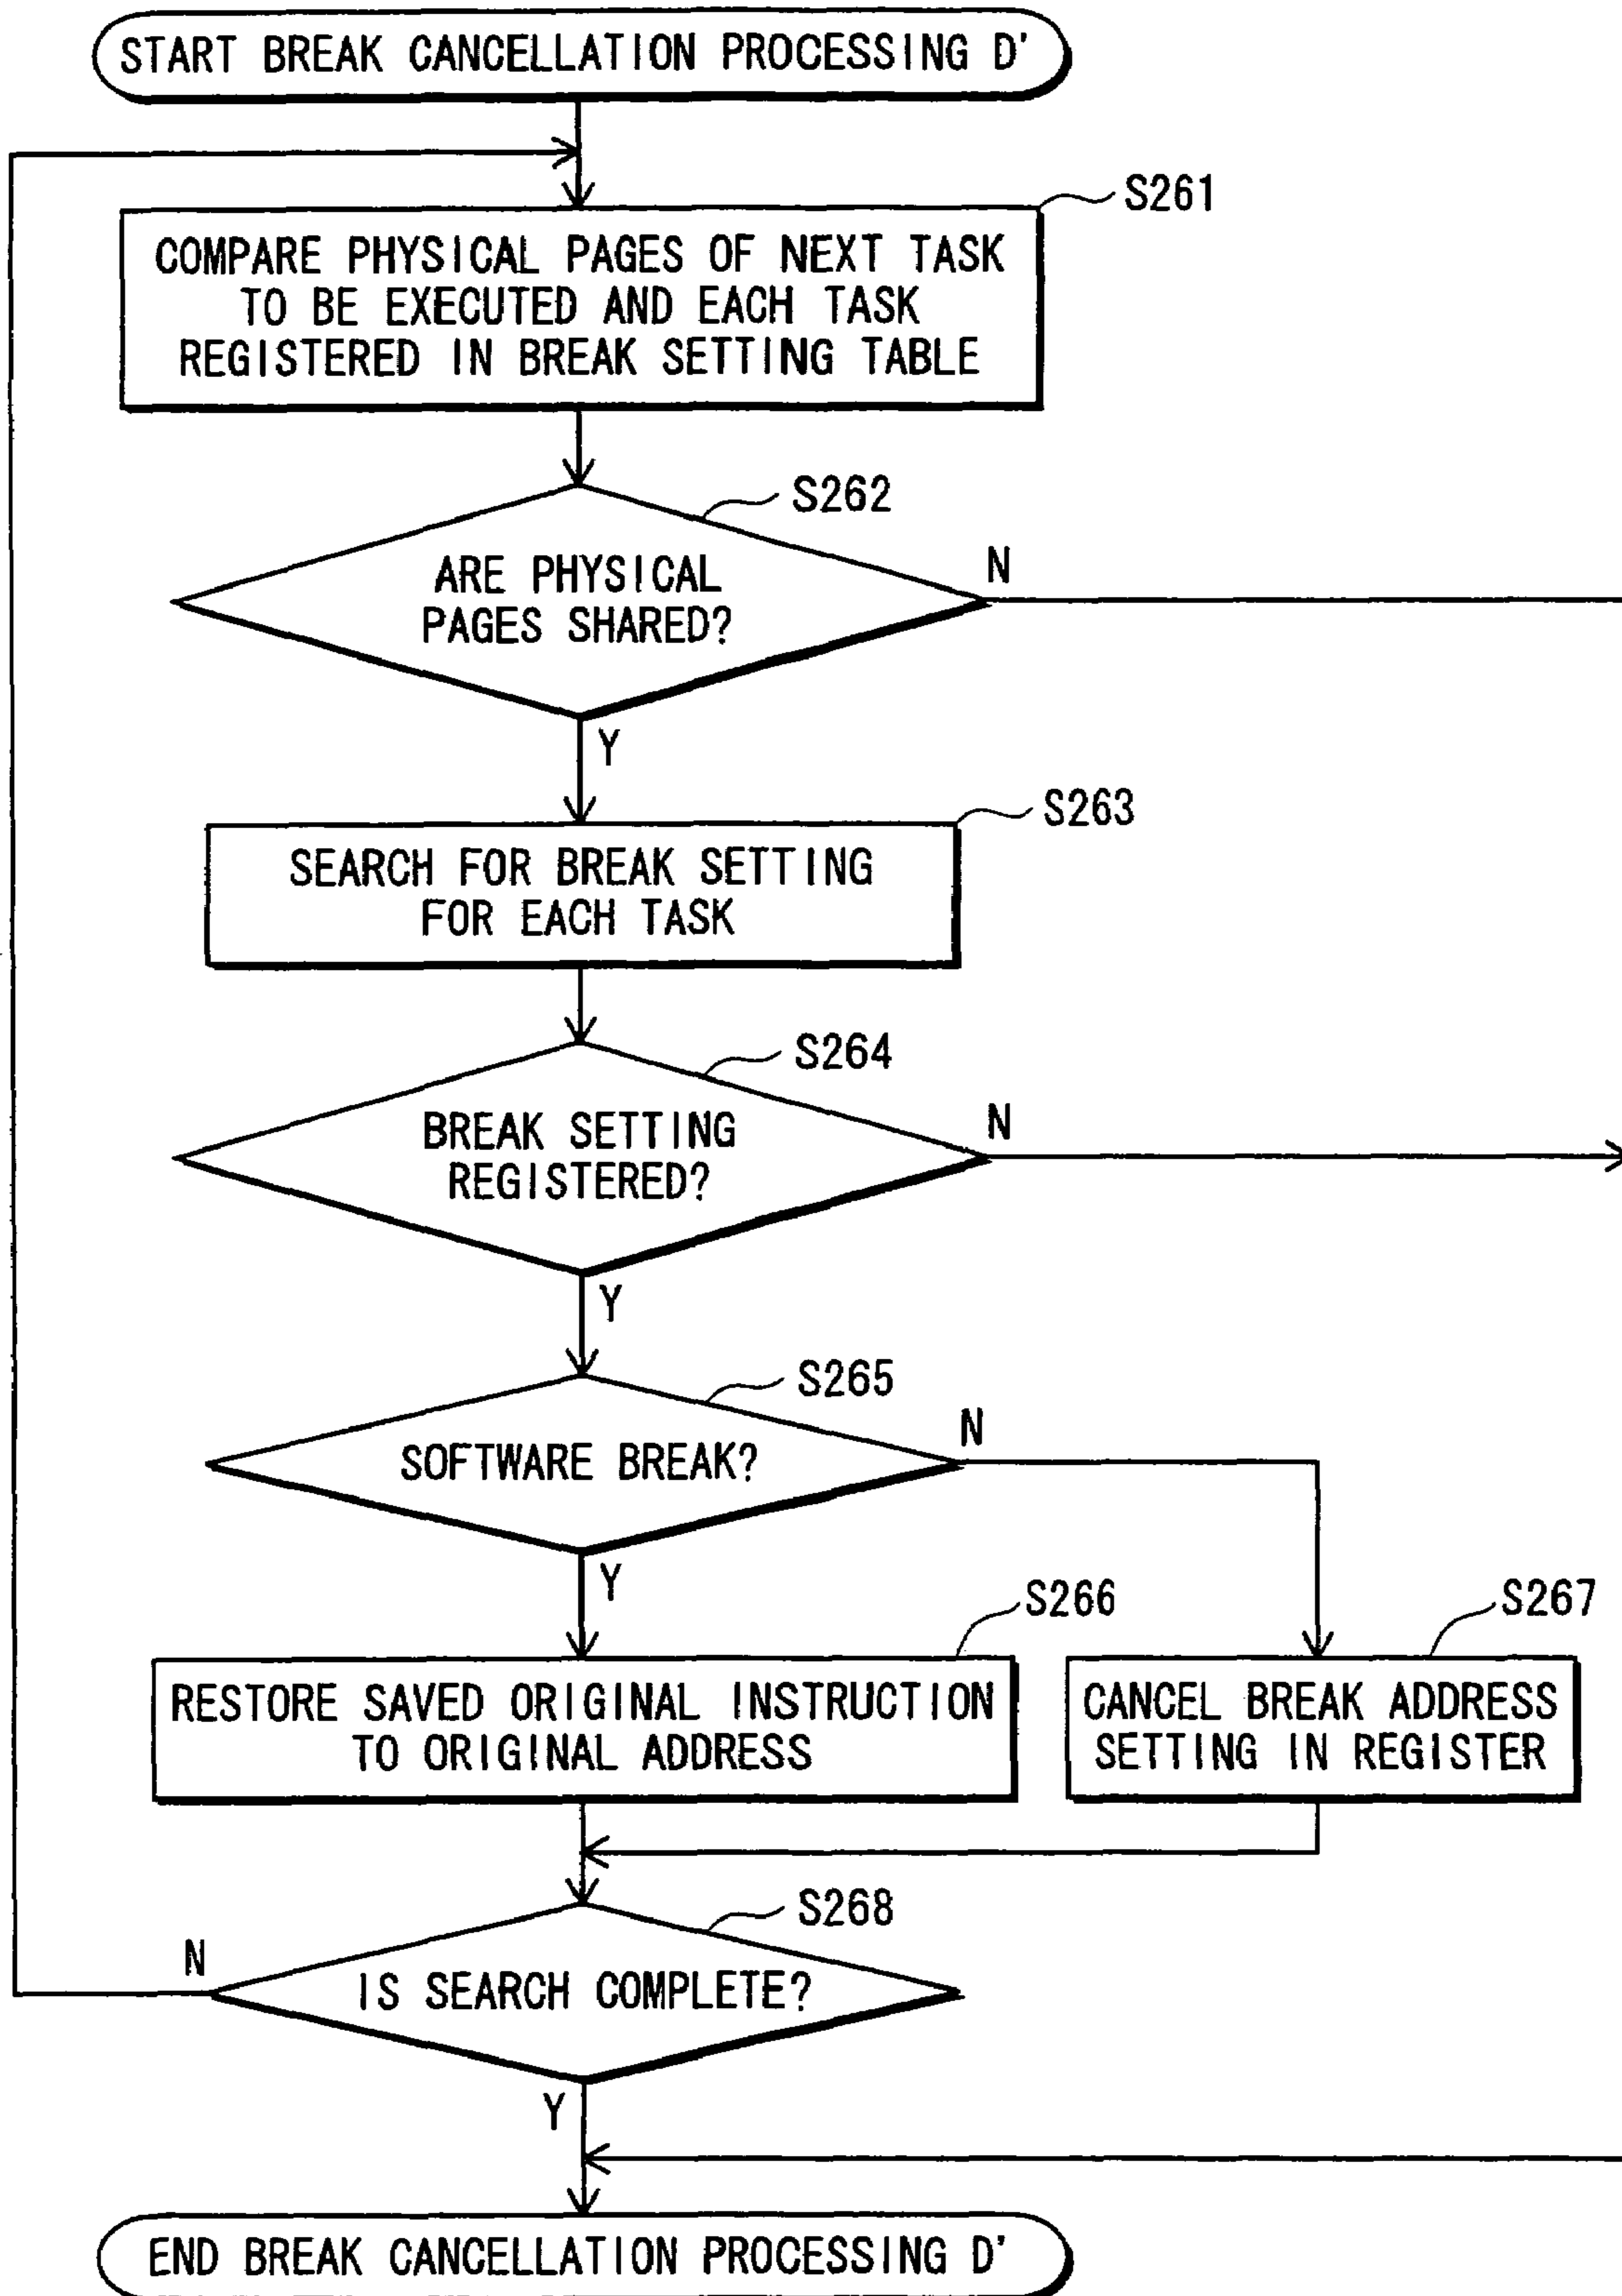 START BREAK CANCELLATION PROCESSING D'
S261
COMPARE PHYSICAL PAGES OF NEXT TASK
TO BE EXECUTED AND EACH TASK
REGISTERED IN BREAK SETTING TABLE
S262
ARE PHYSICAL
PAGES SHARED?
N
Y
S263
SEARCH FOR BREAK SETTING
FOR EACH TASK
S264
BREAK SETTING
REGISTERED?
N
Y
S265
SOFTWARE BREAK?
N
Y
S266
RESTORE SAVED ORIGINAL INSTRUCTION
TO ORIGINAL ADDRESS
S267
CANCEL BREAK ADDRESS
SETTING IN REGISTER
S268
IS SEARCH COMPLETE?
N
Y
END BREAK CANCELLATION PROCESSING D'